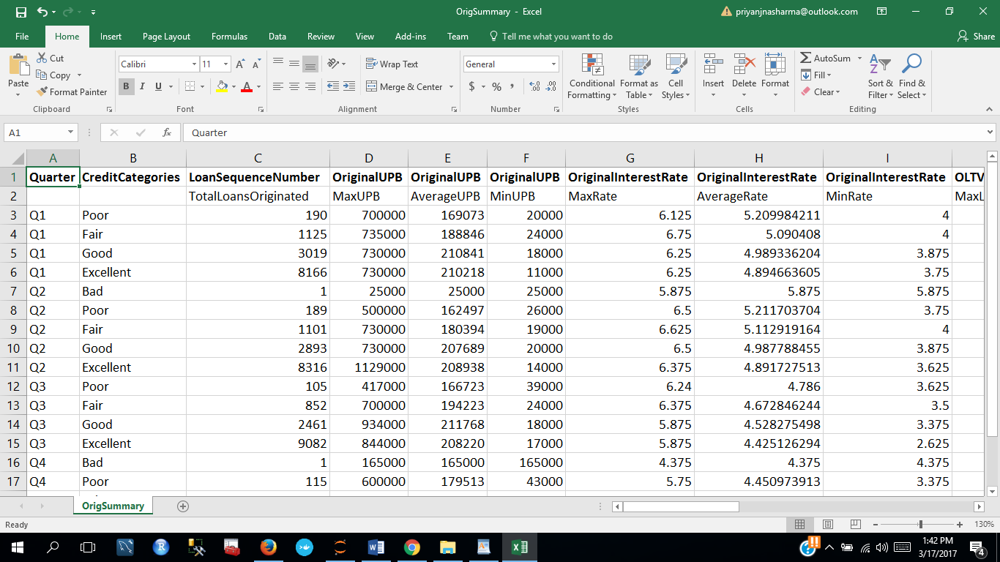 OrigSummary - Excel
priyanjnasharma@outlook.com
File Home Insert Page Layout Formulas Data Review View Add-ins Team Tell me what you want to do Share
Paste
Cut
Copy
Format Painter
Clipboard
Calibri 11
B I U
Font
Wrap Text
Merge & Center
Alignment
General
$ % ,
Number
Conditional Formatting
Format as Table
Cell Styles
Styles
Insert Delete Format
Cells
AutoSum
Fill
Clear
Sort & Filter
Find & Select
Editing
A1 fx Quarter
A B C D E F G H I
1 Quarter CreditCategories LoanSequenceNumber OriginalUPB OriginalUPB OriginalUPB OriginalInterestRate OriginalInterestRate OriginalInterestRate OLTV
2 TotalLoansOriginated MaxUPB AverageUPB MinUPB MaxRate AverageRate MinRate MaxL
3 Q1 Poor 190 700000 169073 20000 6.125 5.209984211 4
4 Q1 Fair 1125 735000 188846 24000 6.75 5.090408 4
5 Q1 Good 3019 730000 210841 18000 6.25 4.989336204 3.875
6 Q1 Excellent 8166 730000 210218 11000 6.25 4.894663605 3.75
7 Q2 Bad 1 25000 25000 25000 5.875 5.875 5.875
8 Q2 Poor 189 500000 162497 26000 6.5 5.211703704 3.75
9 Q2 Fair 1101 730000 180394 19000 6.625 5.112919164 4
10 Q2 Good 2893 730000 207689 20000 6.5 4.987788455 3.875
11 Q2 Excellent 8316 1129000 208938 14000 6.375 4.891727513 3.625
12 Q3 Poor 105 417000 166723 39000 6.24 4.786 3.625
13 Q3 Fair 852 700000 194223 24000 6.375 4.672846244 3.5
14 Q3 Good 2461 934000 211768 18000 5.875 4.528275498 3.375
15 Q3 Excellent 9082 844000 208220 17000 5.875 4.425126294 2.625
16 Q4 Bad 1 165000 165000 165000 4.375 4.375 4.375
17 Q4 Poor 115 600000 179513 43000 5.75 4.450973913 3.375
OrigSummary
Ready 130%
1:42 PM
3/17/2017
4